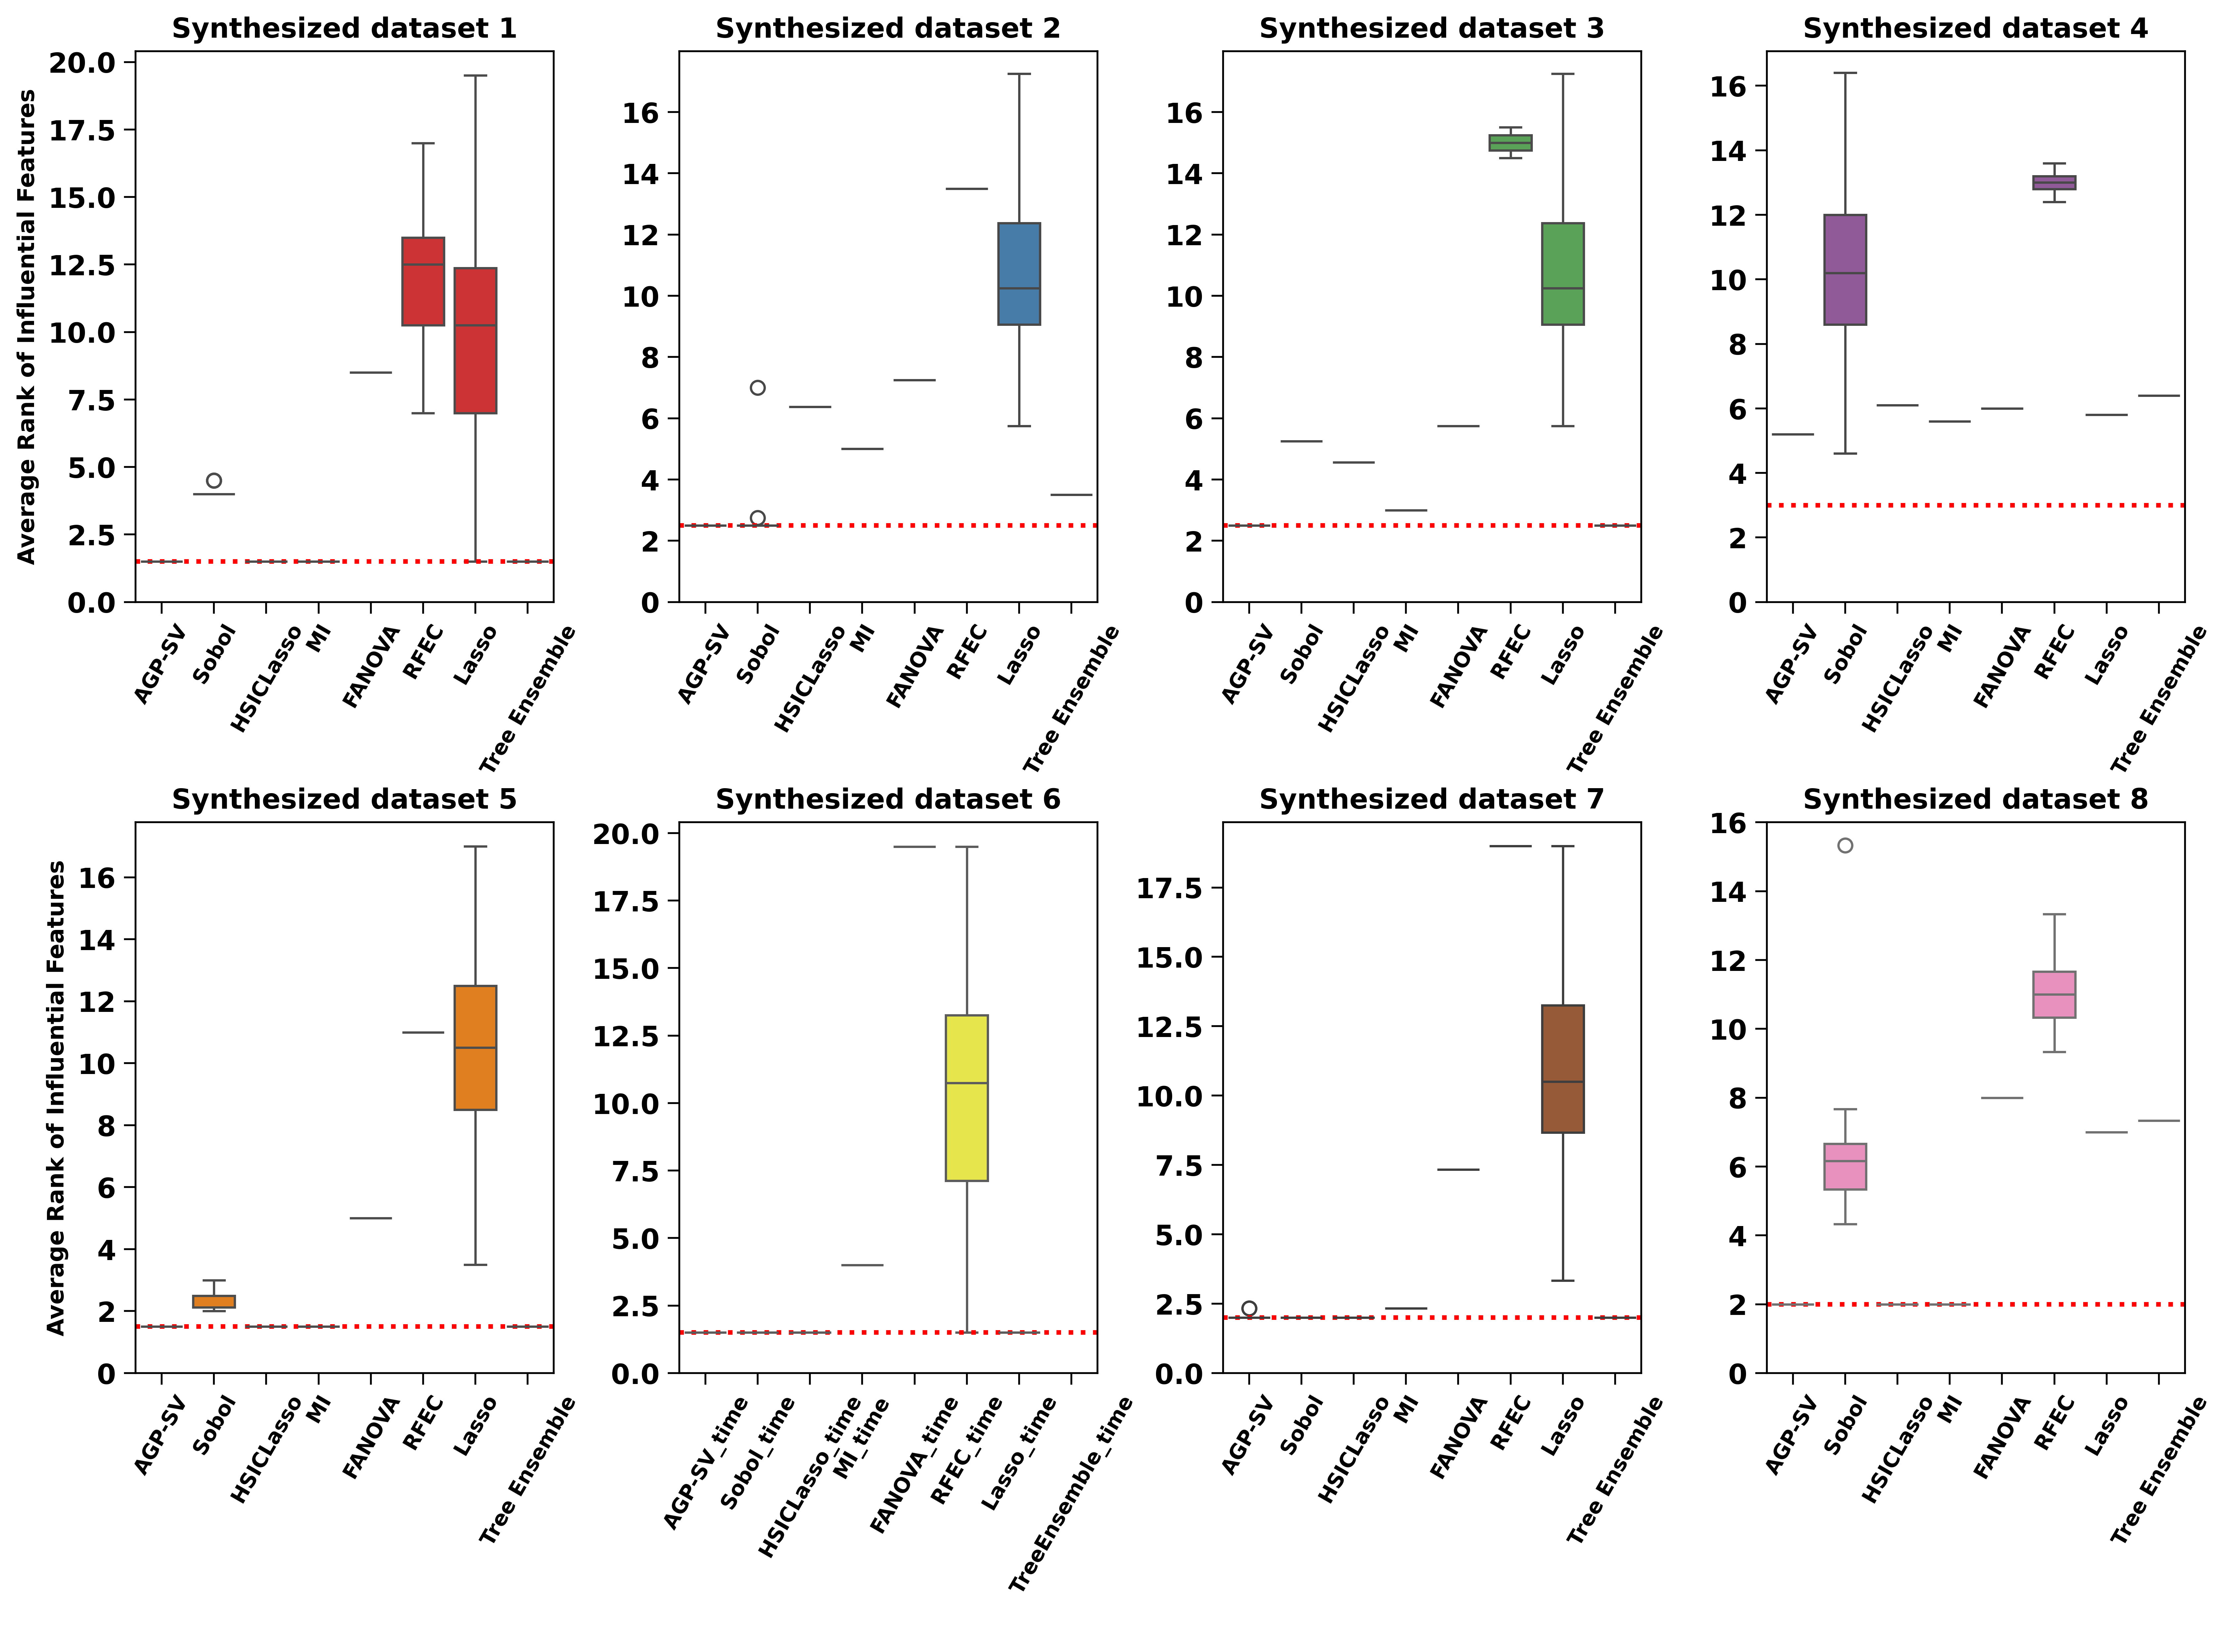 Synthesized dataset 1
Average Rank of Influential Features
20.0
17.5
15.0
12.5
10.0
7.5
5.0
2.5
0.0
AGP-SV
Sobol
HSICLasso
MI
FANOVA
RFEC
Lasso
Tree Ensemble
Synthesized dataset 2
16
14
12
10
8
6
4
2
0
AGP-SV
Sobol
HSICLasso
MI
FANOVA
RFEC
Lasso
Tree Ensemble
Synthesized dataset 3
16
14
12
10
8
6
4
2
0
AGP-SV
Sobol
HSICLasso
MI
FANOVA
RFEC
Lasso
Tree Ensemble
Synthesized dataset 4
16
14
12
10
8
6
4
2
0
AGP-SV
Sobol
HSICLasso
MI
FANOVA
RFEC
Lasso
Tree Ensemble
Synthesized dataset 5
Average Rank of Influential Features
16
14
12
10
8
6
4
2
0
AGP-SV
Sobol
HSICLasso
MI
FANOVA
RFEC
Lasso
Tree Ensemble
Synthesized dataset 6
20.0
17.5
15.0
12.5
10.0
7.5
5.0
2.5
0.0
AGP-SV_time
Sobol_time
HSICLasso_time
MI_time
FANOVA_time
RFEC_time
Lasso_time
TreeEnsemble_time
Synthesized dataset 7
17.5
15.0
12.5
10.0
7.5
5.0
2.5
0.0
AGP-SV
Sobol
HSICLasso
MI
FANOVA
RFEC
Lasso
Tree Ensemble
Synthesized dataset 8
16
14
12
10
8
6
4
2
0
AGP-SV
Sobol
HSICLasso
MI
FANOVA
RFEC
Lasso
Tree Ensemble